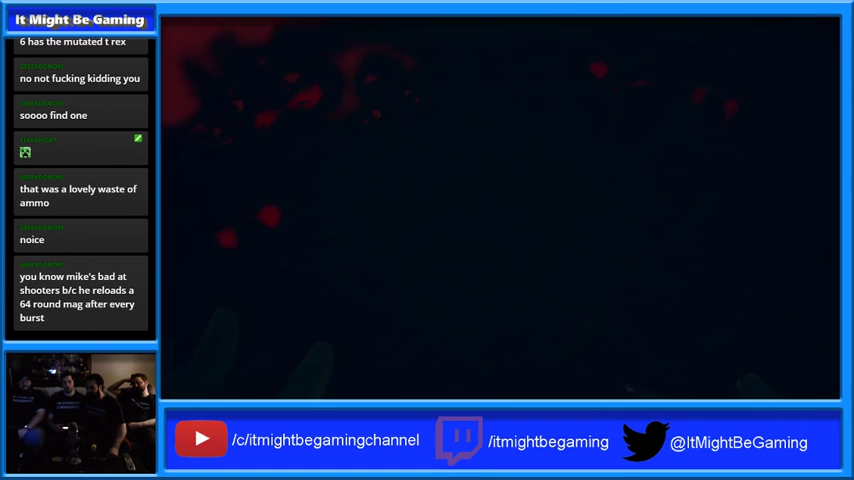 It Might Be Gaming
6 has the mutated t rex
no not fucking kidding you
soooo find one
that was a lovely waste of
ammo
noice
you know mike's bad at
shooters b/c he reloads a
64 round mag after every
burst
/c/itmightbegamingchannel
/itmightbegaming
@ItMightBeGaming